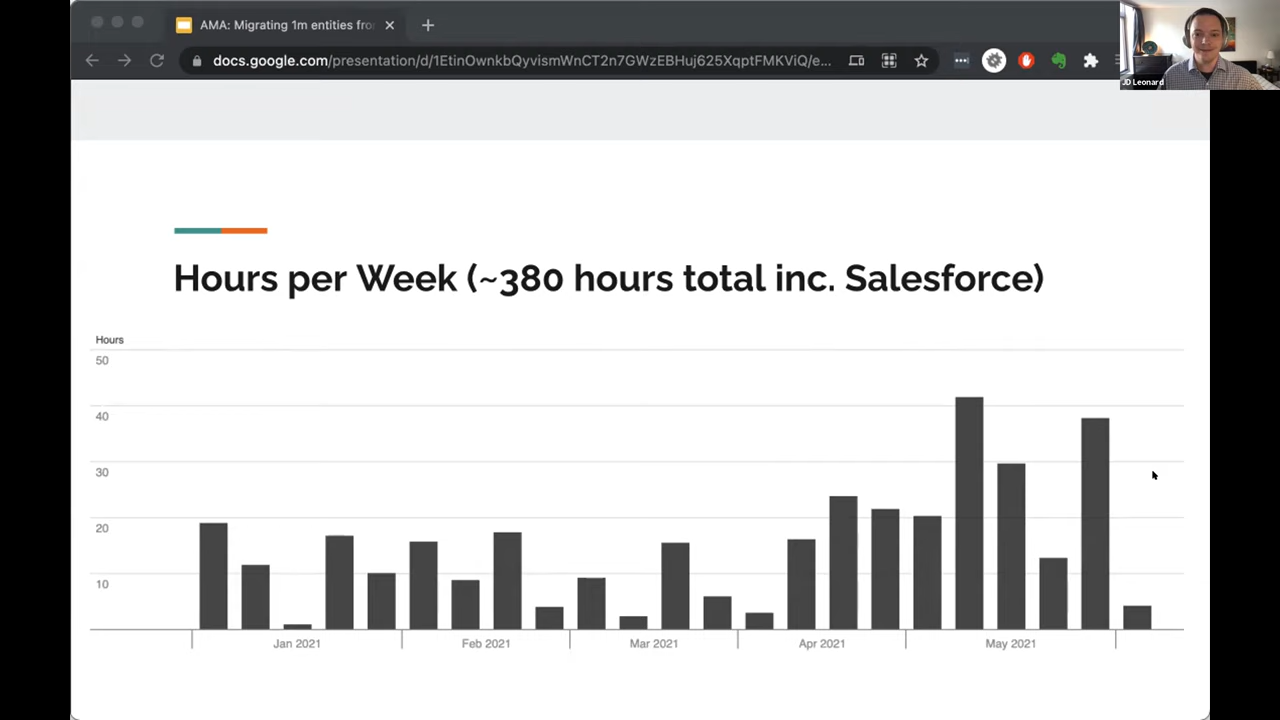 AMA: Migrating 1m entities fro
docs.google.com/presentation/d/1EtinOwnkbQyvismWnCT2n7GWzEBHuj625XqptFMKViQ/e...
JD Leonard
Hours per Week (~380 hours total inc. Salesforce)
Hours
50
40
30
20
10
Jan 2021 Feb 2021 Mar 2021 Apr 2021 May 2021